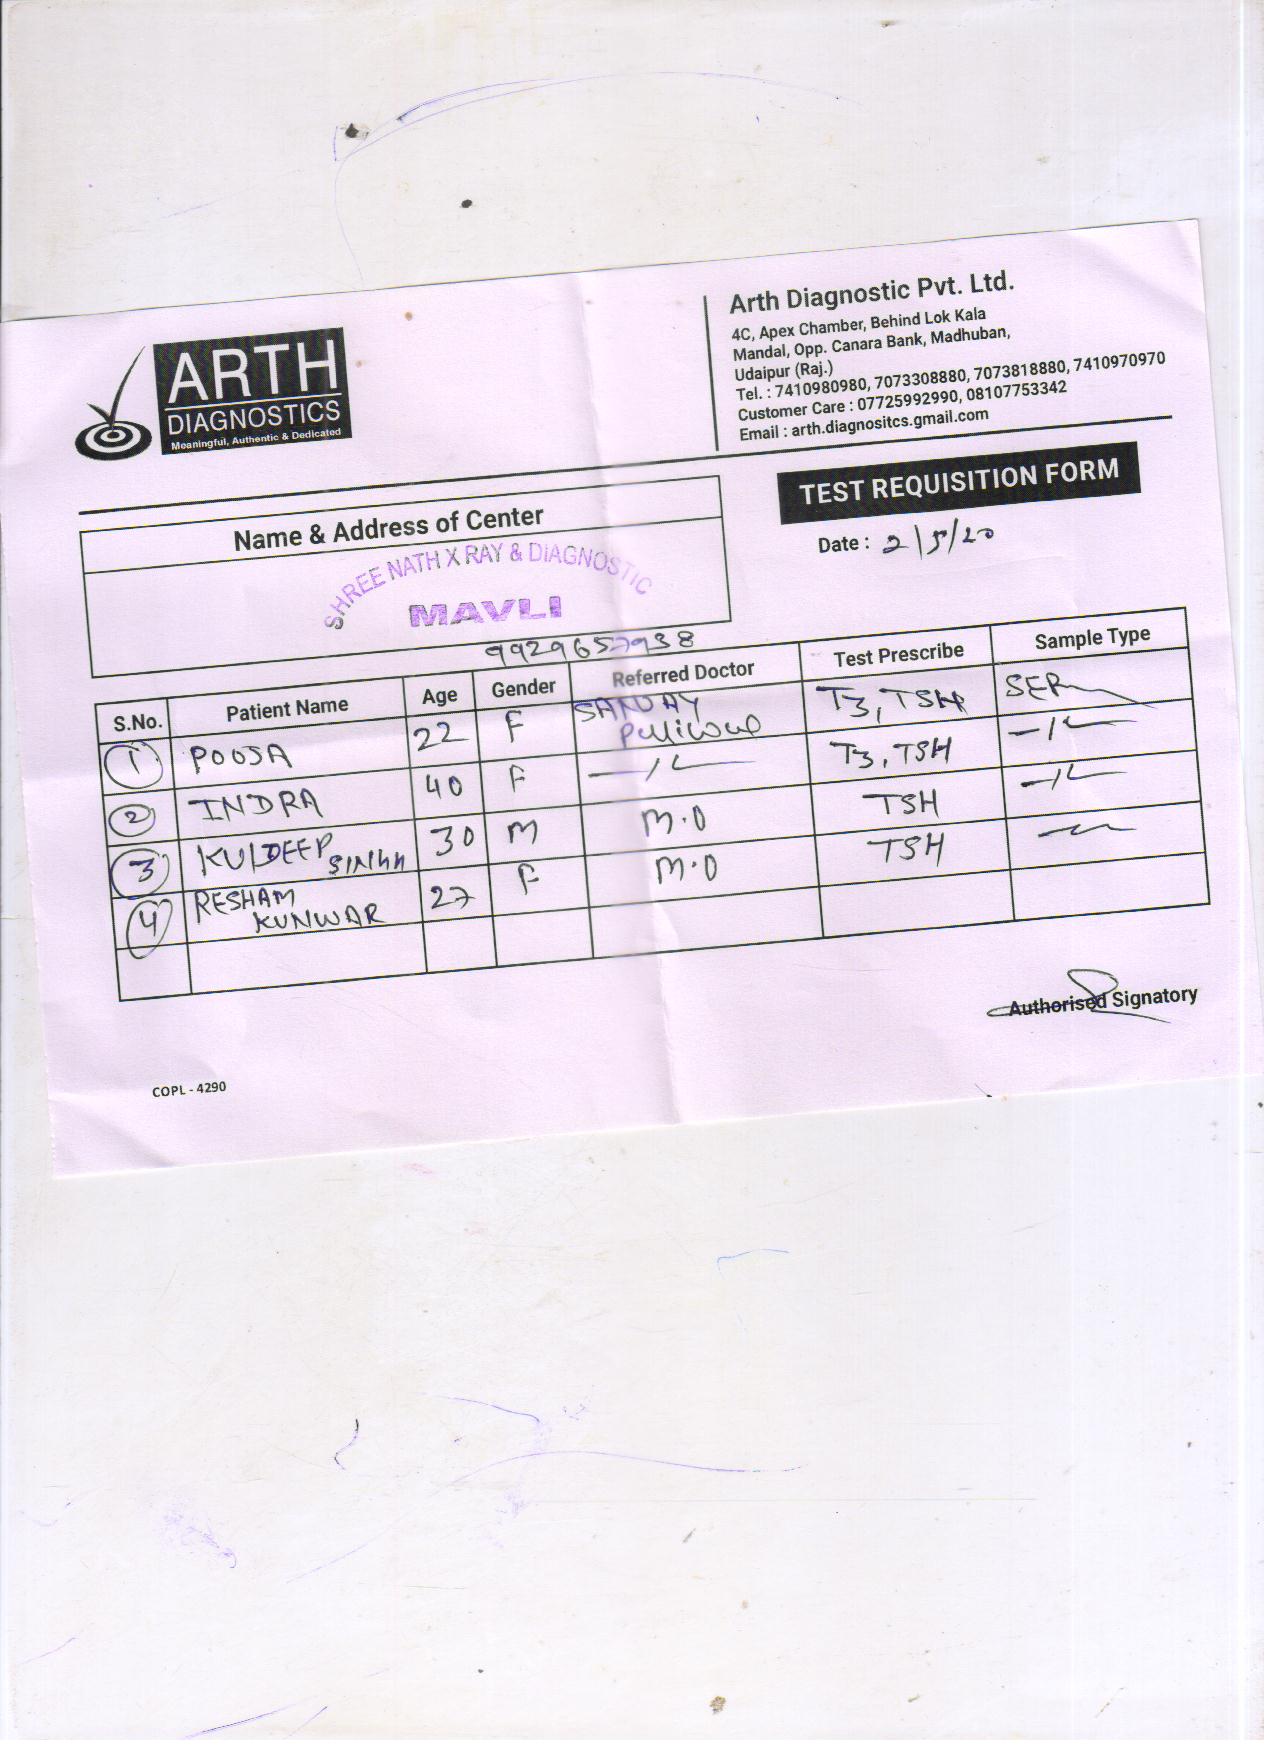 ARTH
DIAGNOSTICS
Meaningful, Authentic & Dedicated
Arth Diagnostic Pvt. Ltd.
4C, Apex Chamber, Behind Lok Kala
Mandal, Opp. Canara Bank, Madhuban,
Udaipur (Raj.)
Tel. : 7410980980, 7073308880, 7073818880, 7410970970
Customer Care : 07725992990, 08107753342
Email : arth.diagnositcs.gmail.com
TEST REQUISITION FORM
Date : 2/5/20
Name & Address of Center
SHREE NATH X RAY & DIAGNOSTIC
MAVLI
9929657938
S.No. Patient Name Age Gender Referred Doctor Test Prescribe Sample Type
1 POOJA 22 F SANJAY T3, TSH SER
2 INDRA 40 F T3, TSH
3 KULDEEP SINGH 30 M M.O TSH
4 RESHAM KUNWAR 27 F M.O TSH
Authorised Signatory
COPL - 4290